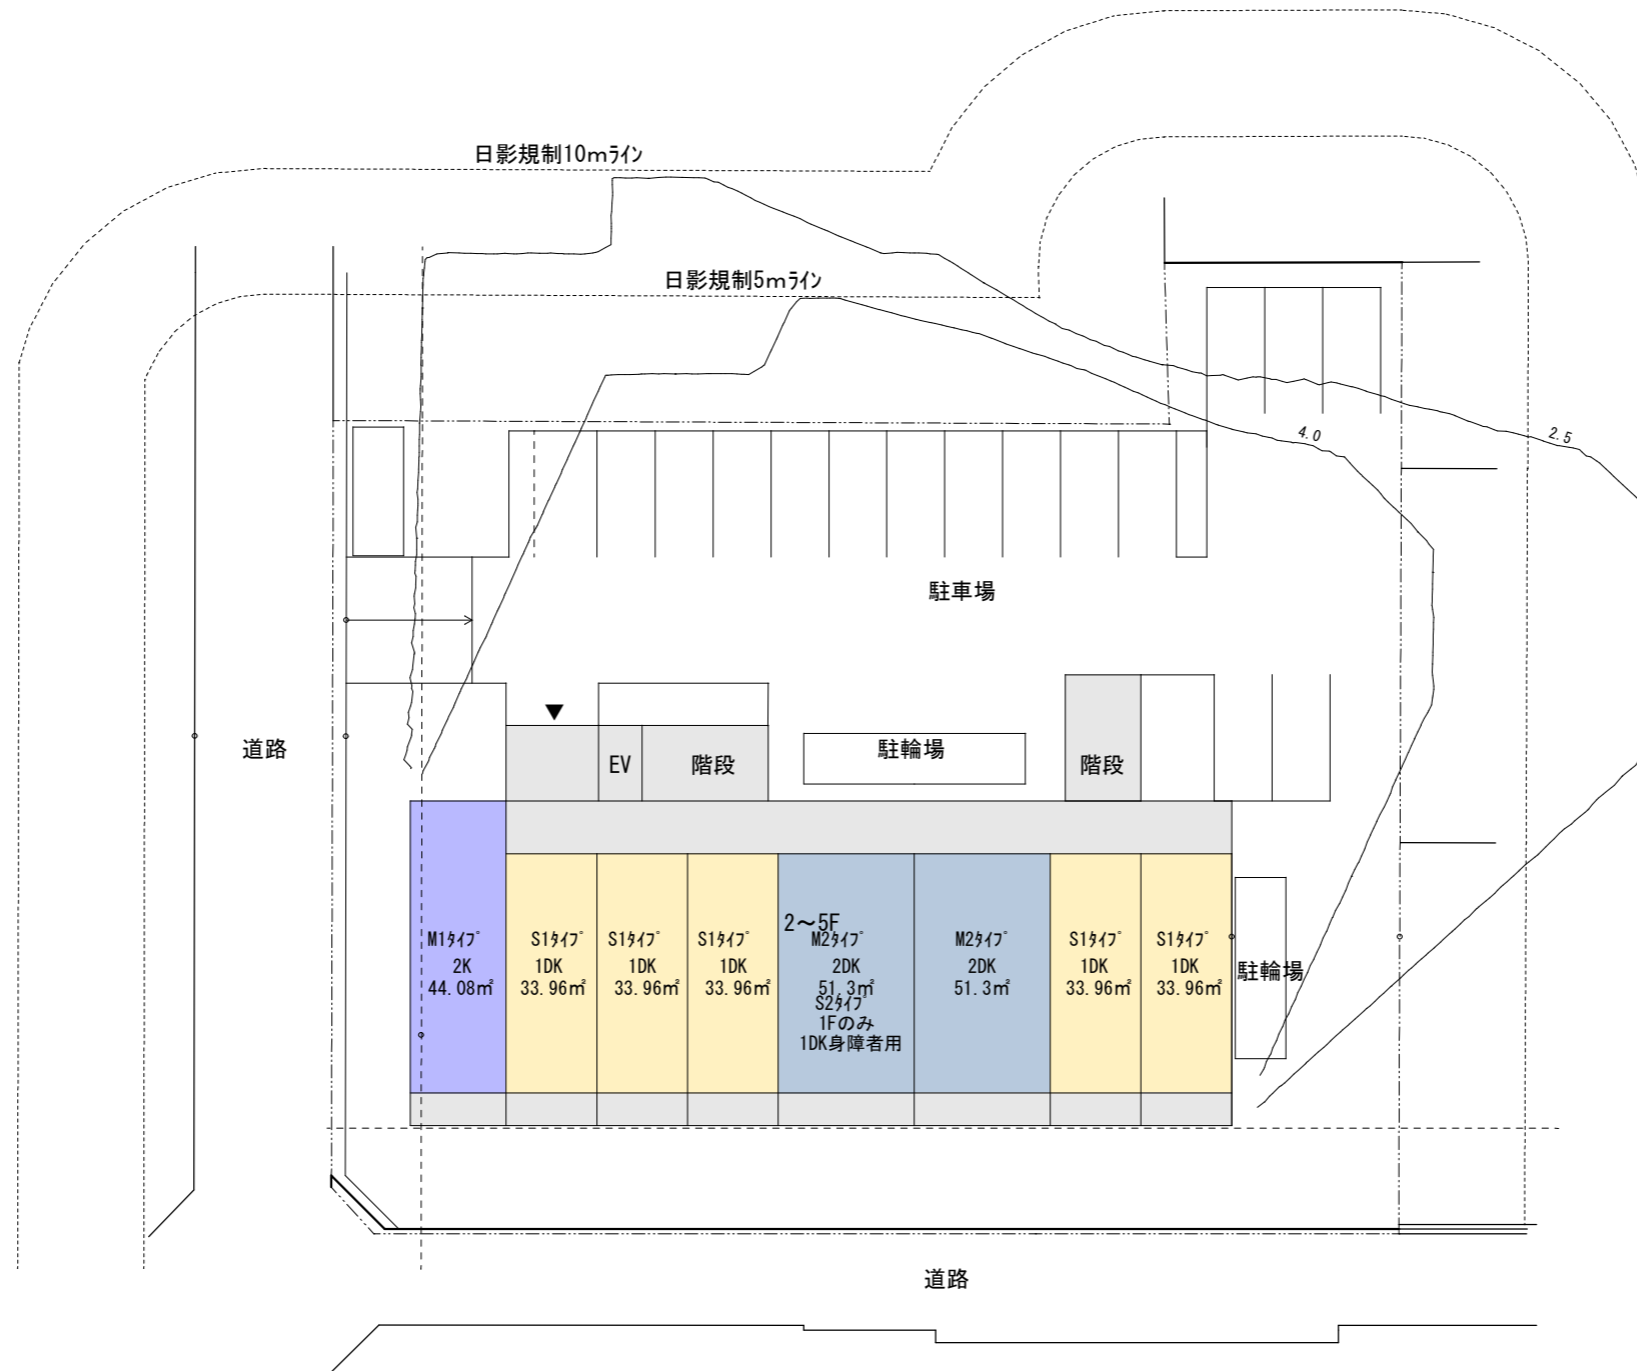 日影規制10mﾗｲﾝ
日影規制5mﾗｲﾝ
4.0
2.5
駐車場
道路
EV
階段
駐輪場
階段
M1ﾀｲﾌﾟ
2K
44.08㎡
S1ﾀｲﾌﾟ
1DK
33.96㎡
S1ﾀｲﾌﾟ
1DK
33.96㎡
S1ﾀｲﾌﾟ
1DK
33.96㎡
2～5F
M2ﾀｲﾌﾟ
2DK
51.3㎡
S2ﾀｲﾌﾟ
1Fのみ
1DK身障者用
M2ﾀｲﾌﾟ
2DK
51.3㎡
S1ﾀｲﾌﾟ
1DK
33.96㎡
S1ﾀｲﾌﾟ
1DK
33.96㎡
駐輪場
道路